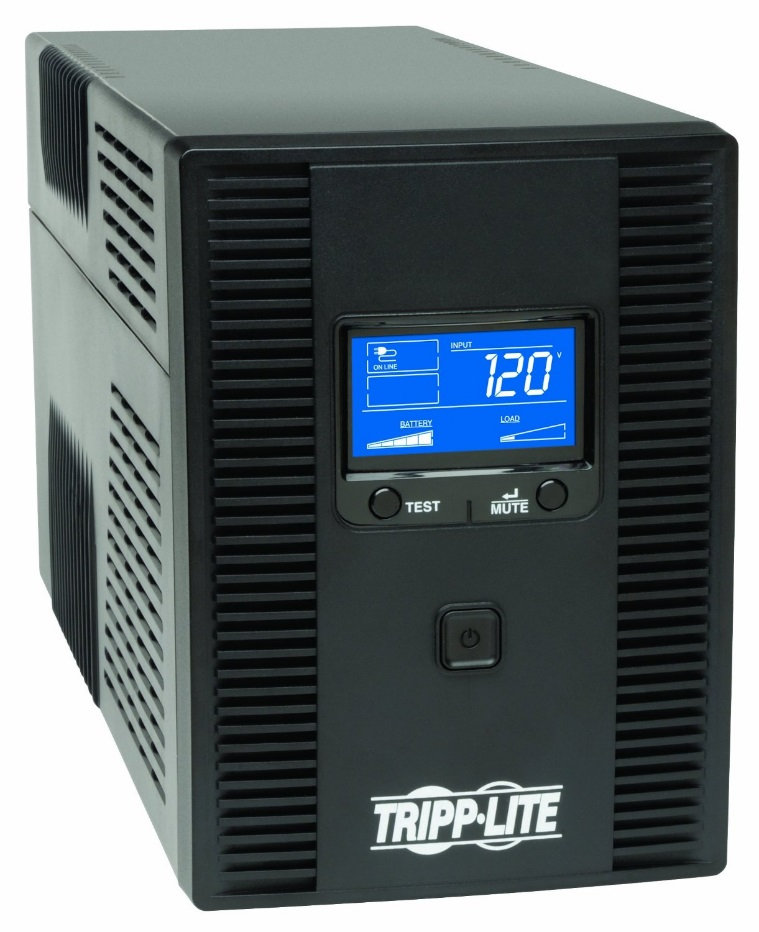 INPUT
ON LINE
120 V
BATTERY
LOAD
TEST
MUTE
TRIPP·LITE